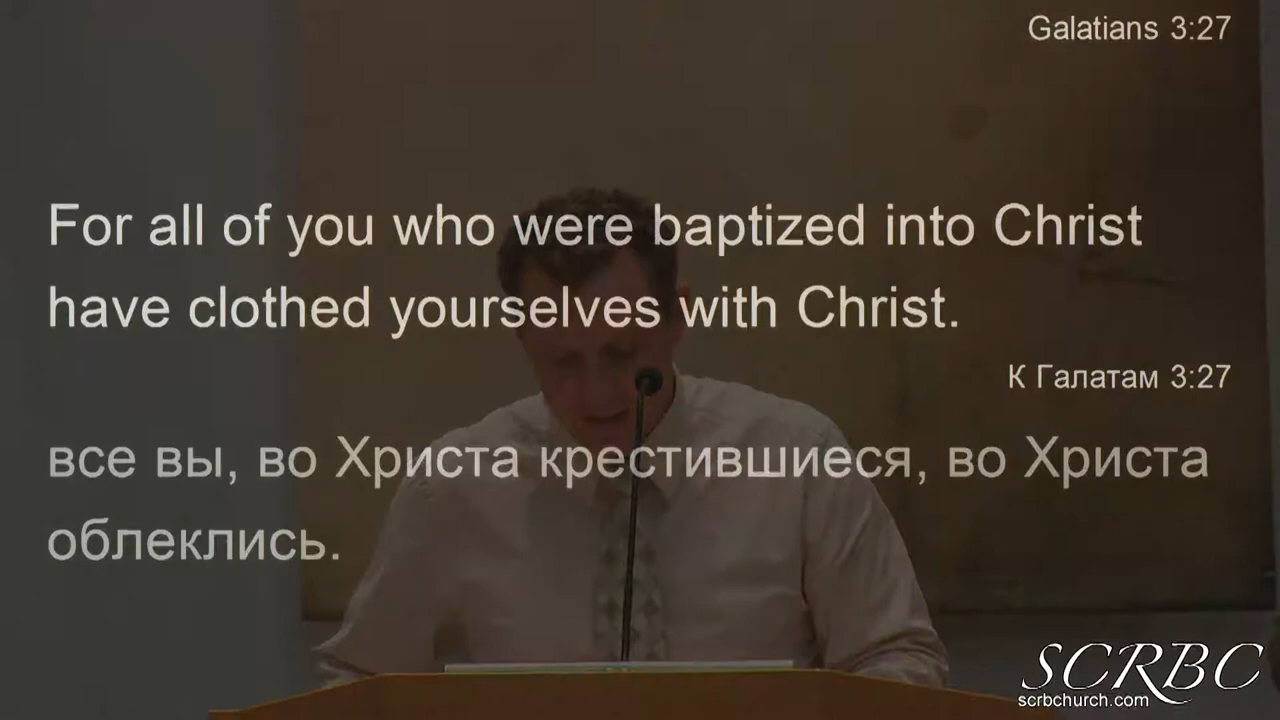 Galatians 3:27
For all of you who were baptized into Christ
have clothed yourselves with Christ.
К Галатам 3:27
все вы, во Христа крестившиеся, во Христа
облеклись.
SCRBC
scrbchurch.com